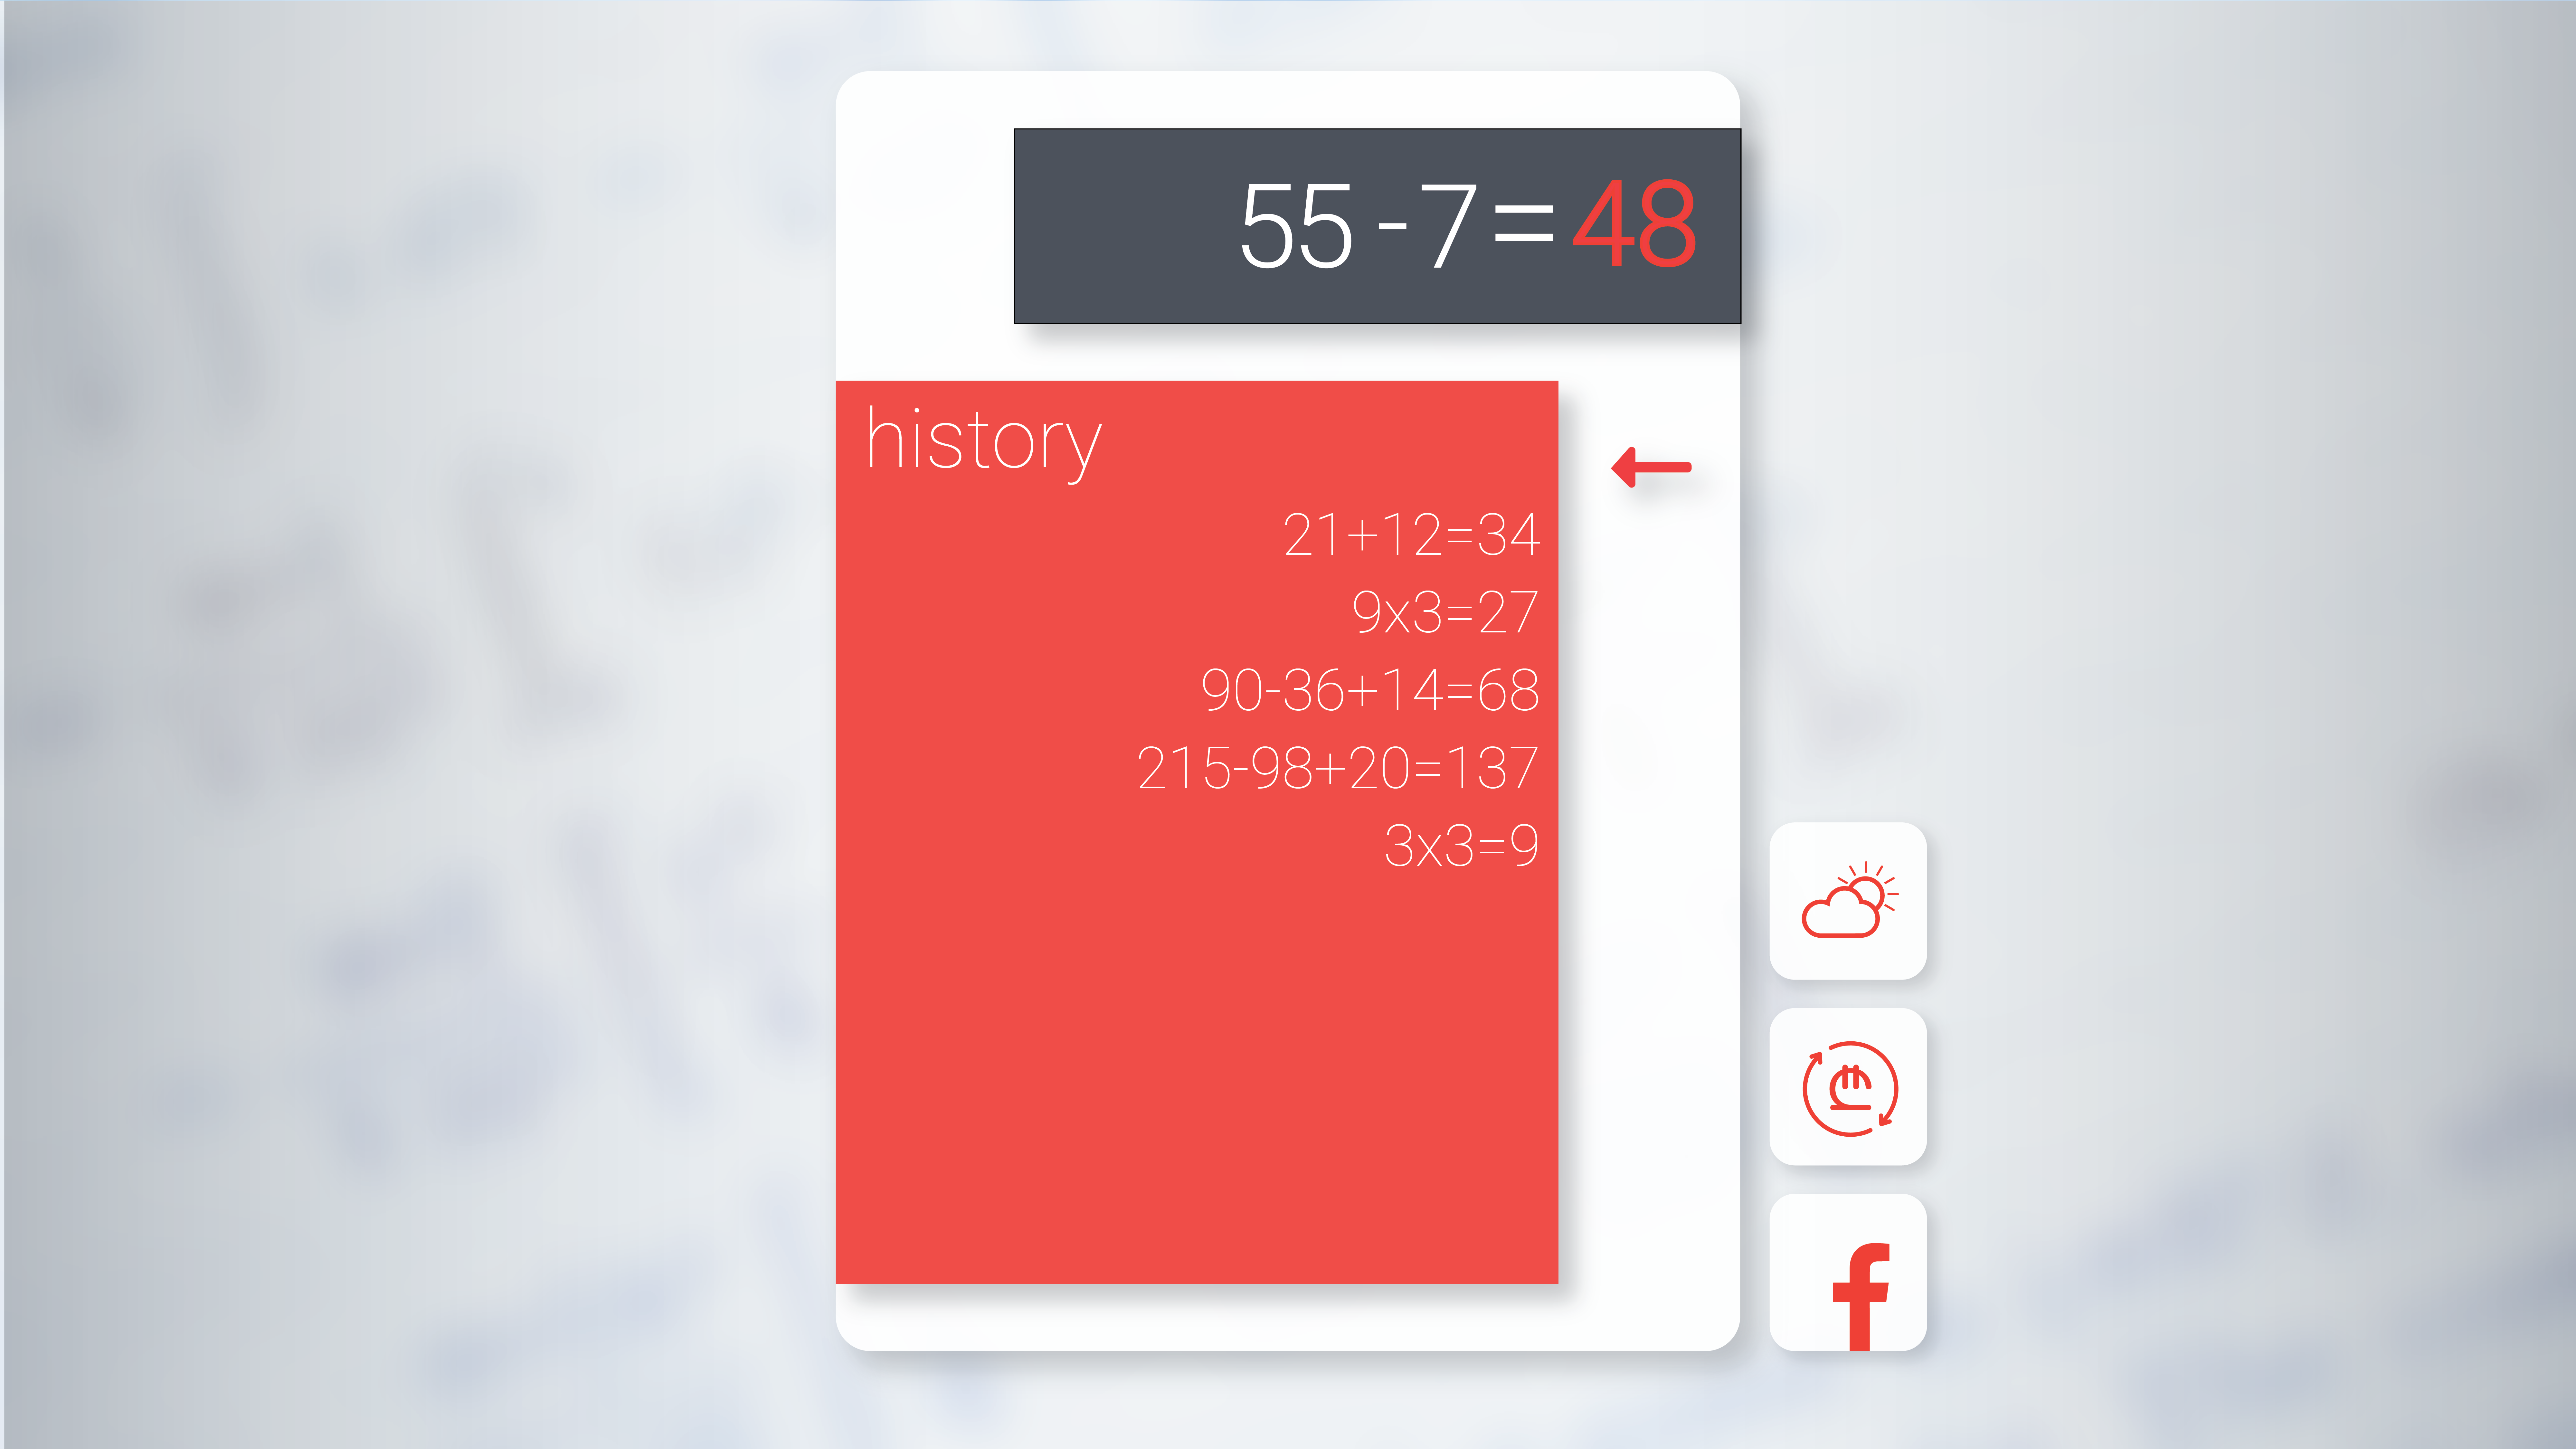 55 - 7 = 48
history
21+12=34
9x3=27
90-36+14=68
215-98+20=137
3x3=9